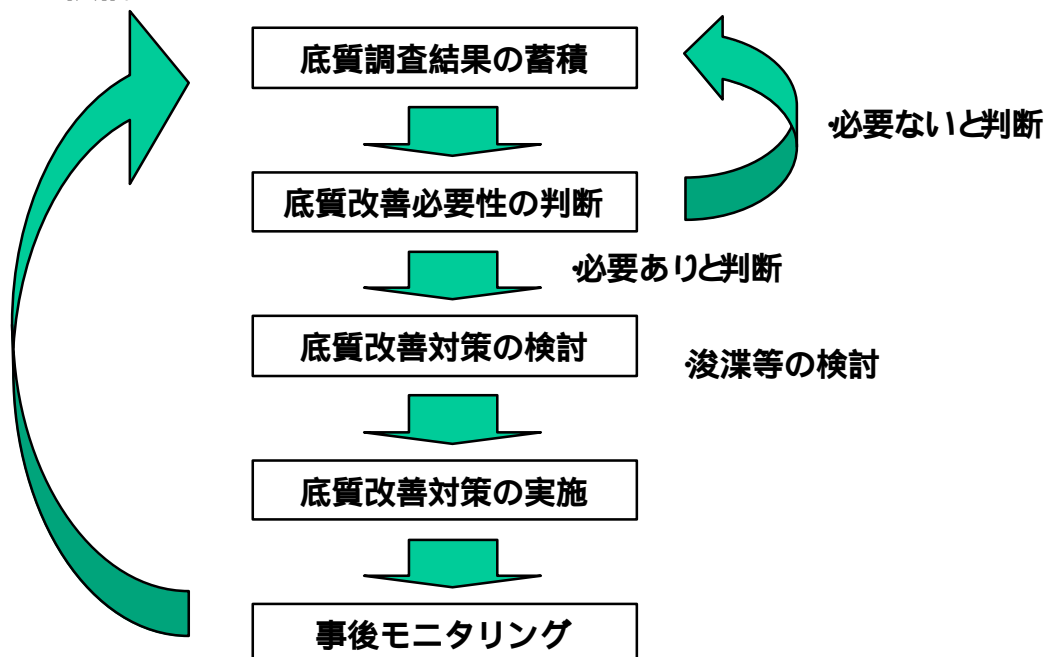 底質調査結果の蓄積
・必要ないと判断
底質改善必要性の判断
・必要ありと判断
底質改善対策の検討
・浚渫等の検討
底質改善対策の実施
事後モニタリング